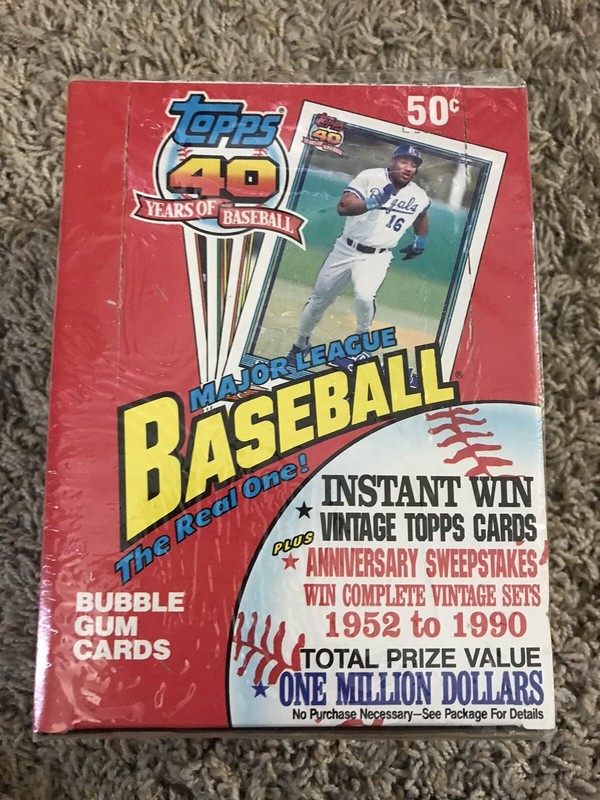 50¢
Topps
40
YEARS OF BASEBALL
40
Royals
16
MAJOR LEAGUE
BASEBALL®
The Real One!
INSTANT WIN
VINTAGE TOPPS CARDS
PLUS
ANNIVERSARY SWEEPSTAKES
WIN COMPLETE VINTAGE SETS
1952 to 1990
TOTAL PRIZE VALUE
ONE MILLION DOLLARS
No Purchase Necessary—See Package For Details
BUBBLE
GUM
CARDS